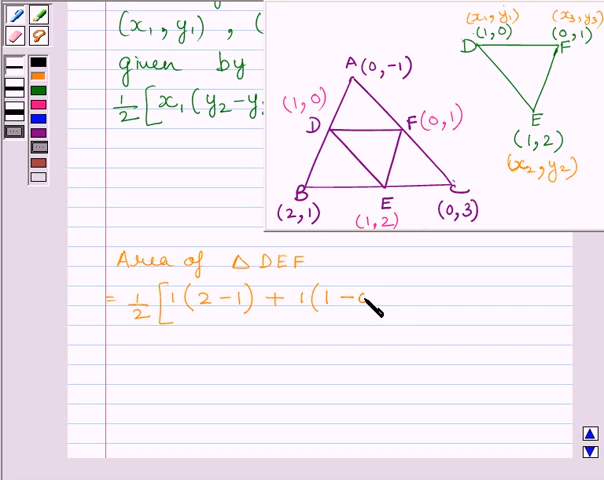 (x₁, y₁) , (
given by
1/2 [x₁(y₂-y
A(0,-1)
(1,0)
D
F(0,1)
B
E
C
(2,1)
(1,2)
(0,3)
(x₁, y₁)
(x₃, y₃)
(1,0)
(0,1)
D
F
E
(1,2)
(x₂, y₂)
Area of △ DEF
= 1/2 [1(2-1) + 1(1-